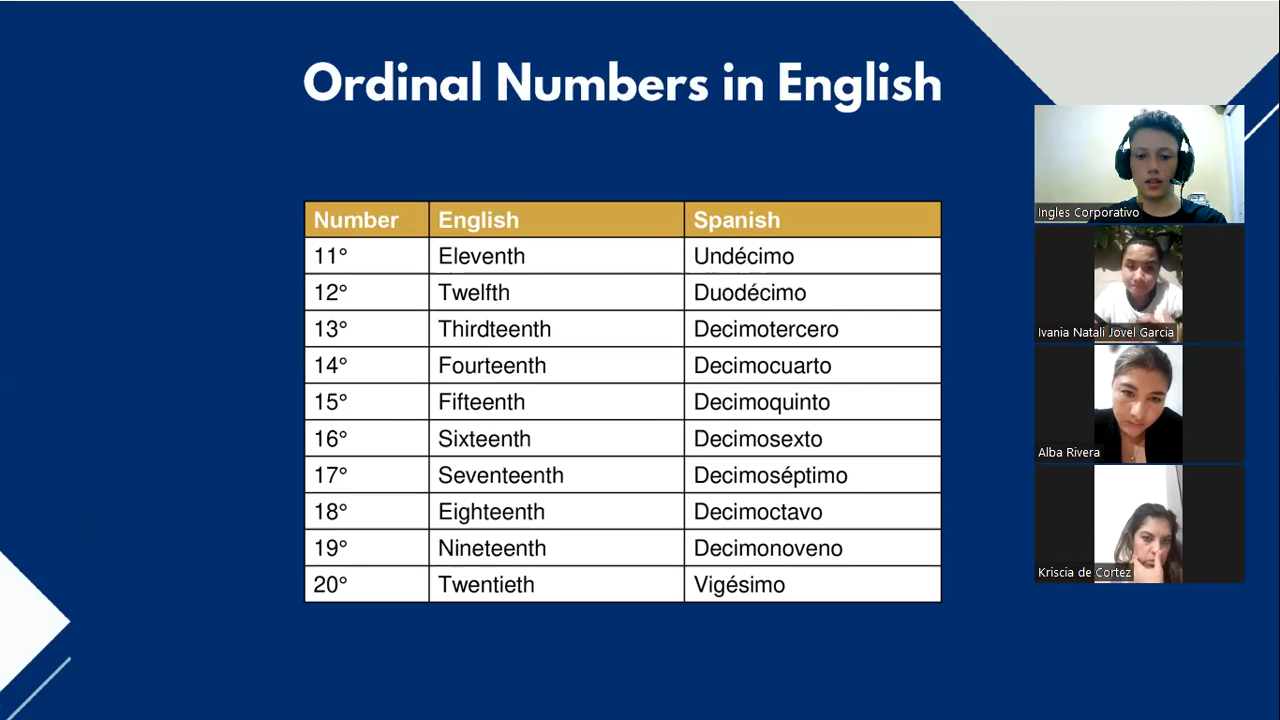 Ordinal Numbers in English
Number English Spanish
11° Eleventh Undécimo
12° Twelfth Duodécimo
13° Thirdteenth Decimotercero
14° Fourteenth Decimocuarto
15° Fifteenth Decimoquinto
16° Sixteenth Decimosexto
17° Seventeenth Decimoséptimo
18° Eighteenth Decimoctavo
19° Nineteenth Decimonoveno
20° Twentieth Vigésimo
Ingles Corporativo
Ivania Natali Jovel Garcia
Alba Rivera
Kriscia de Cortez